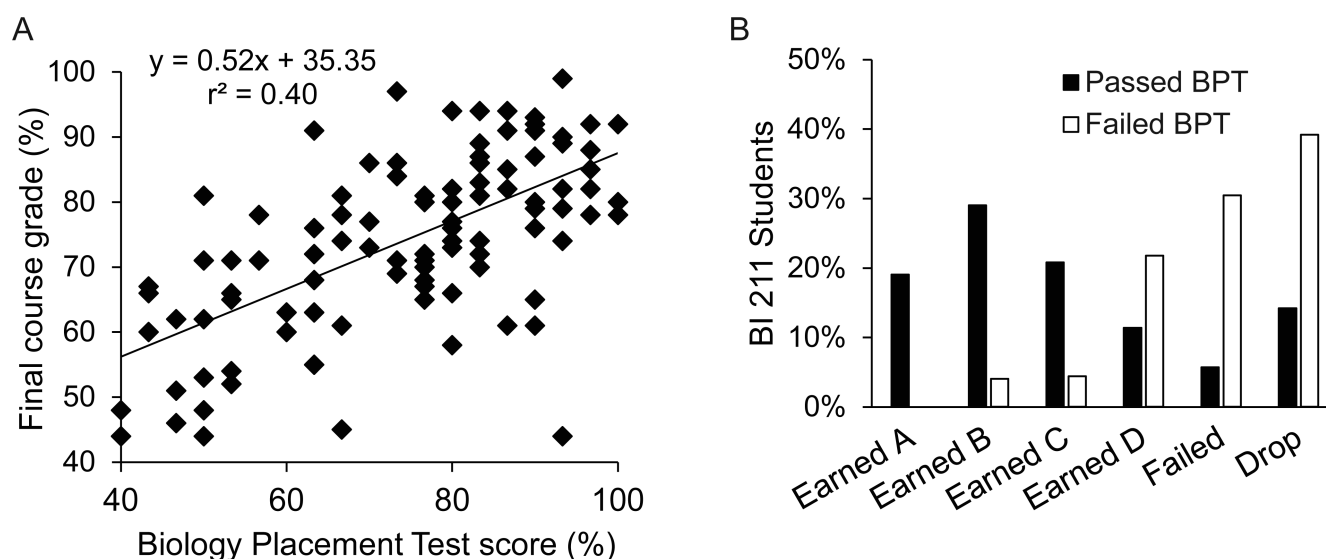 A
y = 0.52x + 35.35
r² = 0.40
Final course grade (%)
100
90
80
70
60
50
40
40 60 80 100
Biology Placement Test score (%)
B
Passed BPT
Failed BPT
BI 211 Students
50%
40%
30%
20%
10%
0%
Earned A
Earned B
Earned C
Earned D
Failed
Drop